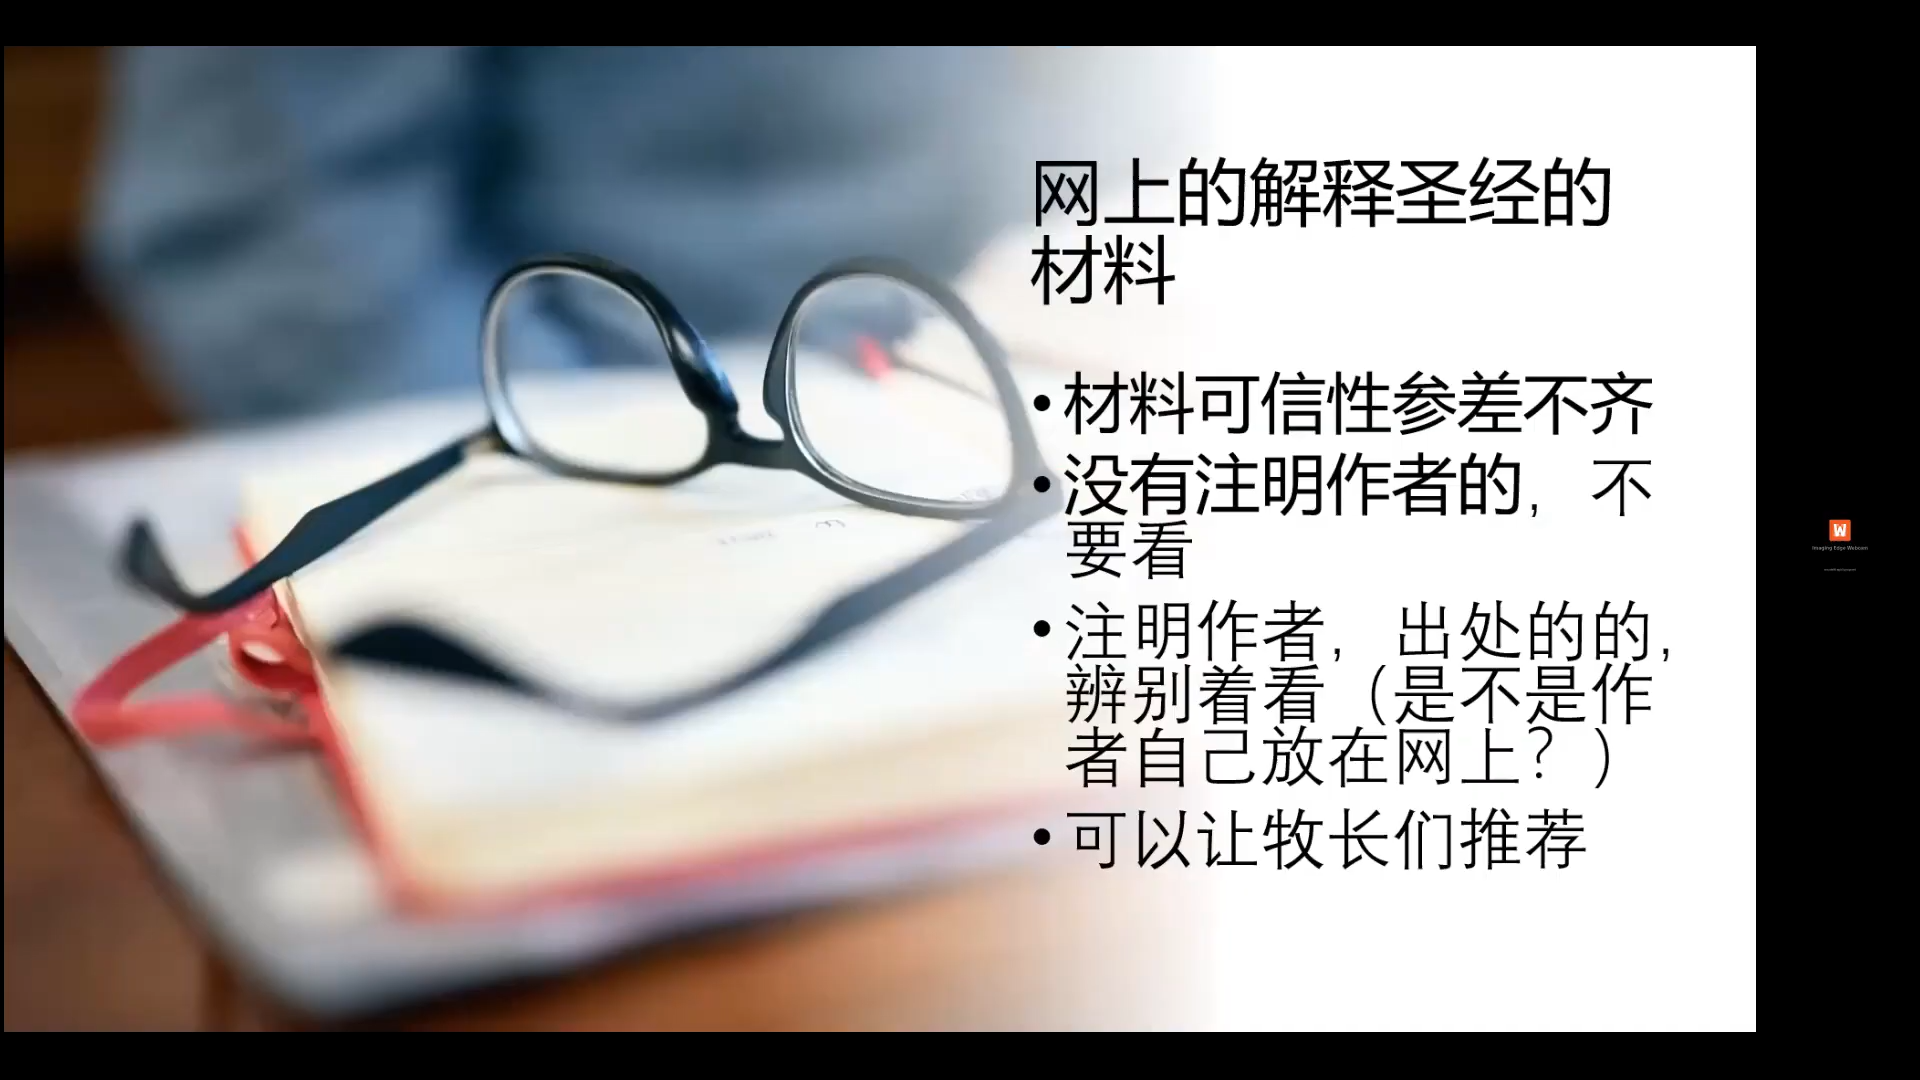 网上的解释圣经的
材料
•材料可信性参差不齐
•没有注明作者的，不
要看
•注明作者，出处的的，
辨别着看（是不是作
者自己放在网上？）
•可以让牧长们推荐
W
Imaging Edge Webcam